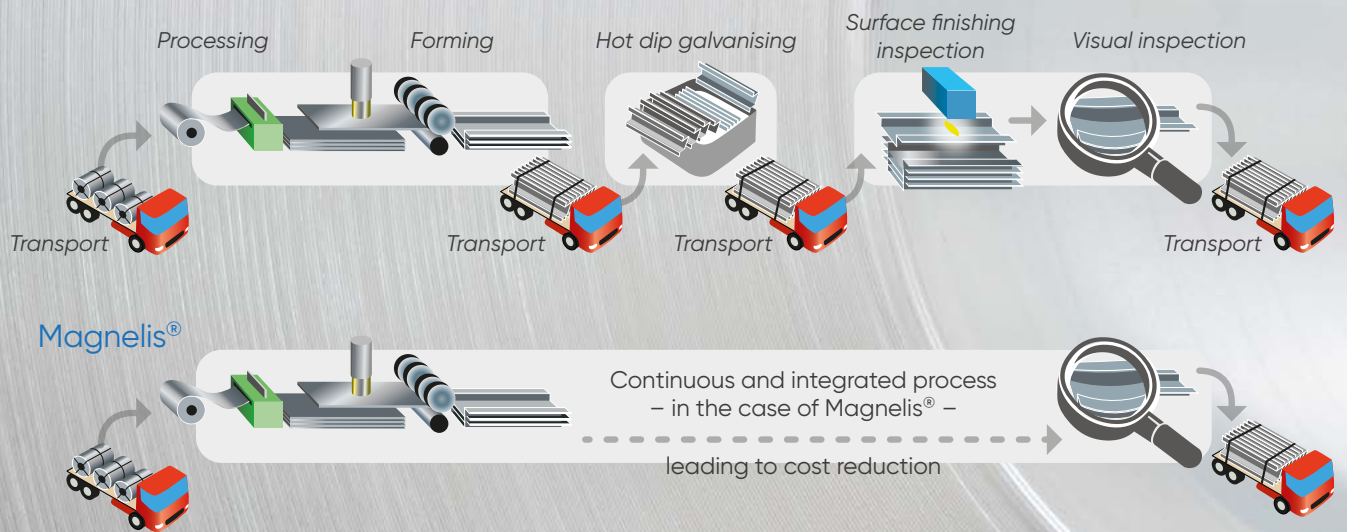 Processing
Forming
Hot dip galvanising
Surface finishing
inspection
Visual inspection
Transport
Transport
Transport
Transport
Magnelis®
Continuous and integrated process
– in the case of Magnelis® –
leading to cost reduction